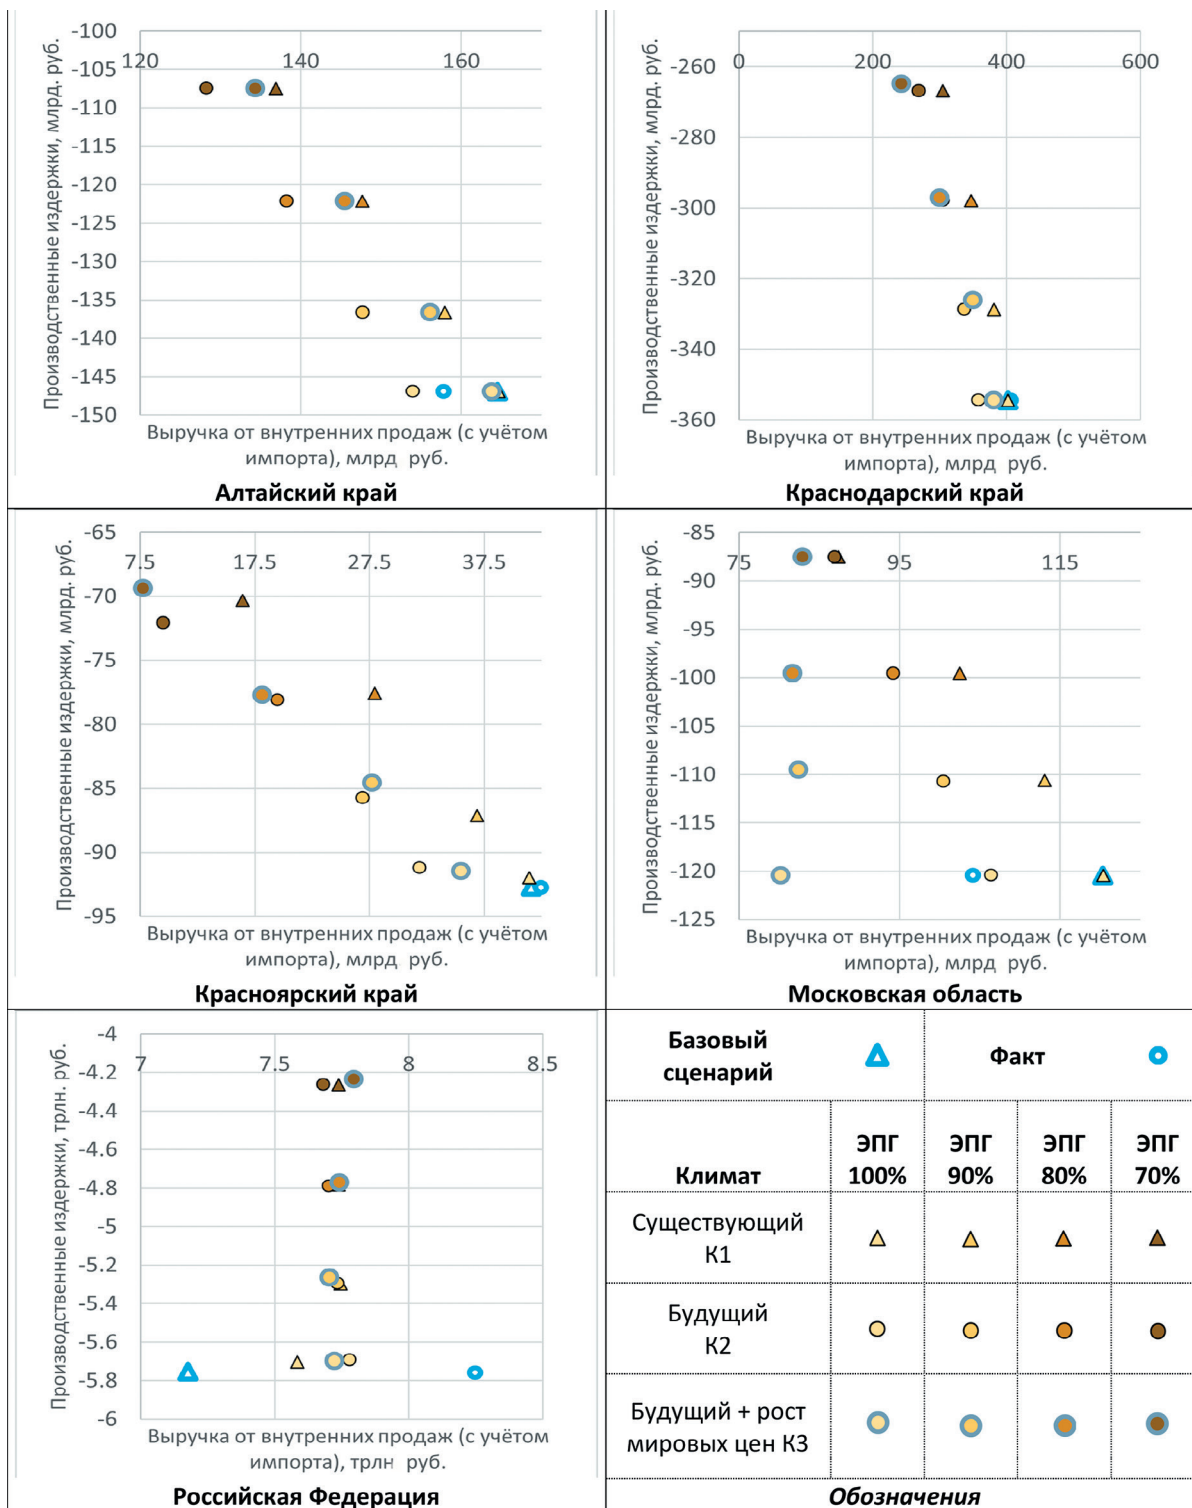 Производственные издержки, млрд. руб.
-100
-105
-110
-115
-120
-125
-130
-135
-140
-145
-150
120
140
160
Выручка от внутренних продаж (с учётом
импорта), млрд руб.
Алтайский край
Производственные издержки, млрд. руб.
-260
-280
-300
-320
-340
-360
0
200
400
600
Выручка от внутренних продаж (с учётом
импорта), млрд руб.
Краснодарский край
Производственные издержки, млрд. руб.
-65
-70
-75
-80
-85
-90
-95
7.5
17.5
27.5
37.5
Выручка от внутренних продаж (с учётом
импорта), млрд руб.
Красноярский край
Производственные издержки, млрд. руб.
-85
-90
-95
-100
-105
-110
-115
-120
-125
75
95
115
Выручка от внутренних продаж (с учётом
импорта), млрд руб.
Московская область
Производственные издержки, трлн. руб.
-4
-4.2
-4.4
-4.6
-4.8
-5
-5.2
-5.4
-5.6
-5.8
-6
7
7.5
8
8.5
Выручка от внутренних продаж (с учётом
импорта), трлн руб.
Российская Федерация
Базовый
сценарий
Факт
Климат
ЭПГ
100%
ЭПГ
90%
ЭПГ
80%
ЭПГ
70%
Существующий
К1
Будущий
К2
Будущий + рост
мировых цен К3
Обозначения